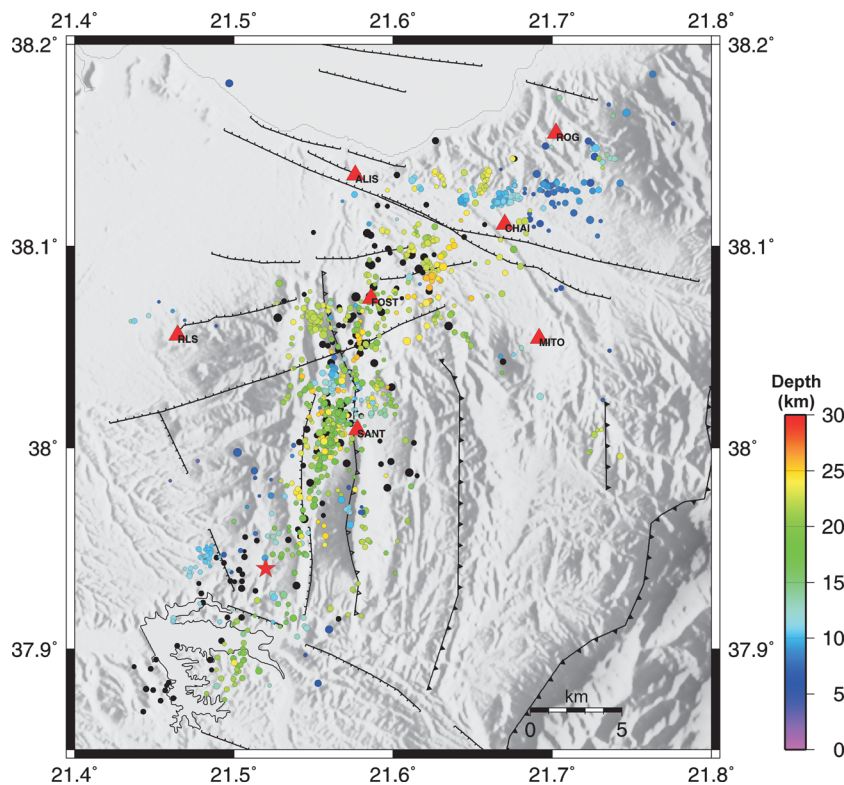 21.4° 21.5° 21.6° 21.7° 21.8°
38.2° 38.2°
ROG
ALIS
CHAI
38.1° 38.1°
FOST
RLS
MITO
Depth
(km)
30
SANT
38° 38°
25
20
15
10
37.9° 37.9°
km
5
0 5
0
21.4° 21.5° 21.6° 21.7° 21.8°